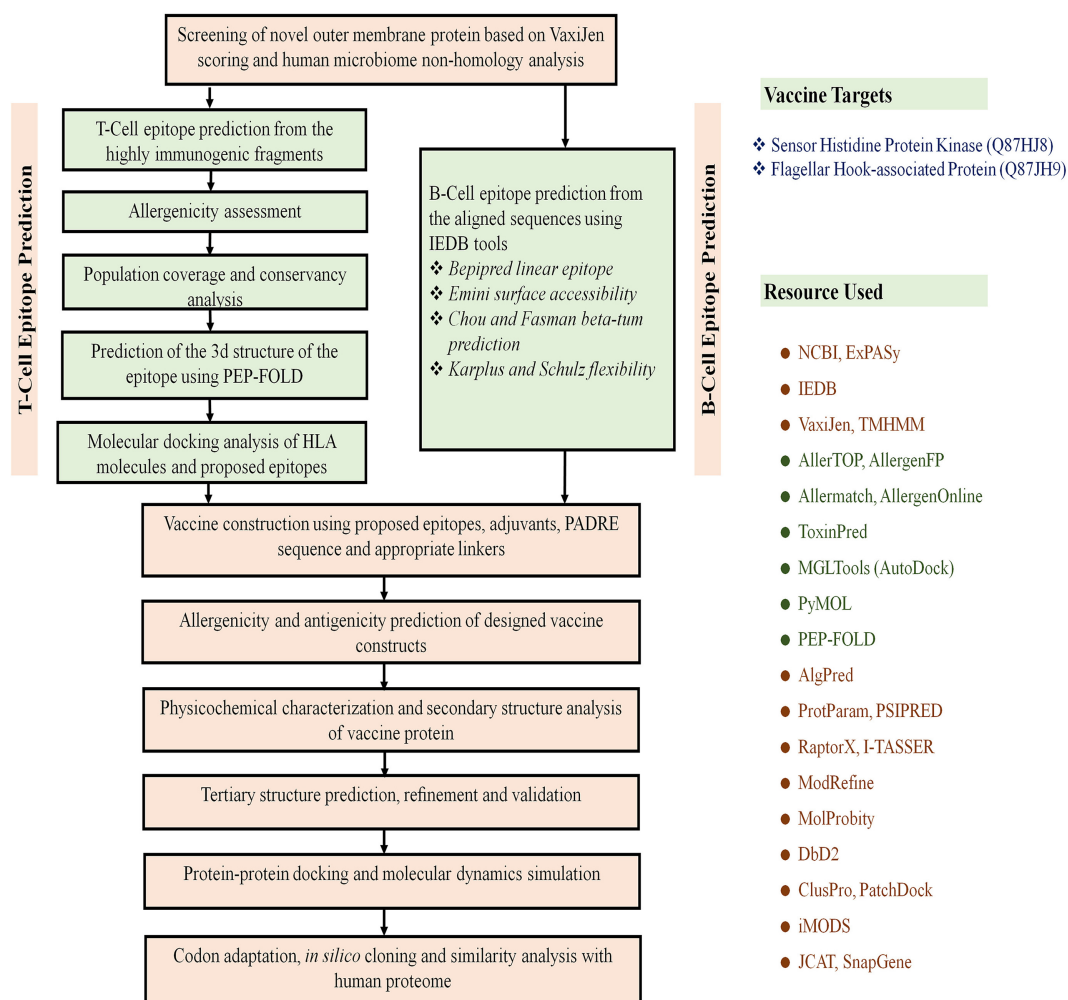 Screening of novel outer membrane protein based on VaxiJen
scoring and human microbiome non-homology analysis
T-Cell Epitope Prediction
T-Cell epitope prediction from the
highly immunogenic fragments
Allergenicity assessment
Population coverage and conservancy
analysis
Prediction of the 3d structure of the
epitope using PEP-FOLD
Molecular docking analysis of HLA
molecules and proposed epitopes
B-Cell epitope prediction from
the aligned sequences using
IEDB tools
❖ Bepipred linear epitope
❖ Emini surface accessibility
❖ Chou and Fasman beta-tum
prediction
❖ Karplus and Schulz flexibility
B-Cell Epitope Prediction
Vaccine construction using proposed epitopes, adjuvants, PADRE
sequence and appropriate linkers
Allergenicity and antigenicity prediction of designed vaccine
constructs
Physicochemical characterization and secondary structure analysis
of vaccine protein
Tertiary structure prediction, refinement and validation
Protein-protein docking and molecular dynamics simulation
Codon adaptation, in silico cloning and similarity analysis with
human proteome
Vaccine Targets
❖ Sensor Histidine Protein Kinase (Q87HJ8)
❖ Flagellar Hook-associated Protein (Q87JH9)
Resource Used
● NCBI, ExPASy
● IEDB
● VaxiJen, TMHMM
● AllerTOP, AllergenFP
● Allermatch, AllergenOnline
● ToxinPred
● MGLTools (AutoDock)
● PyMOL
● PEP-FOLD
● AlgPred
● ProtParam, PSIPRED
● RaptorX, I-TASSER
● ModRefine
● MolProbity
● DbD2
● ClusPro, PatchDock
● iMODS
● JCAT, SnapGene